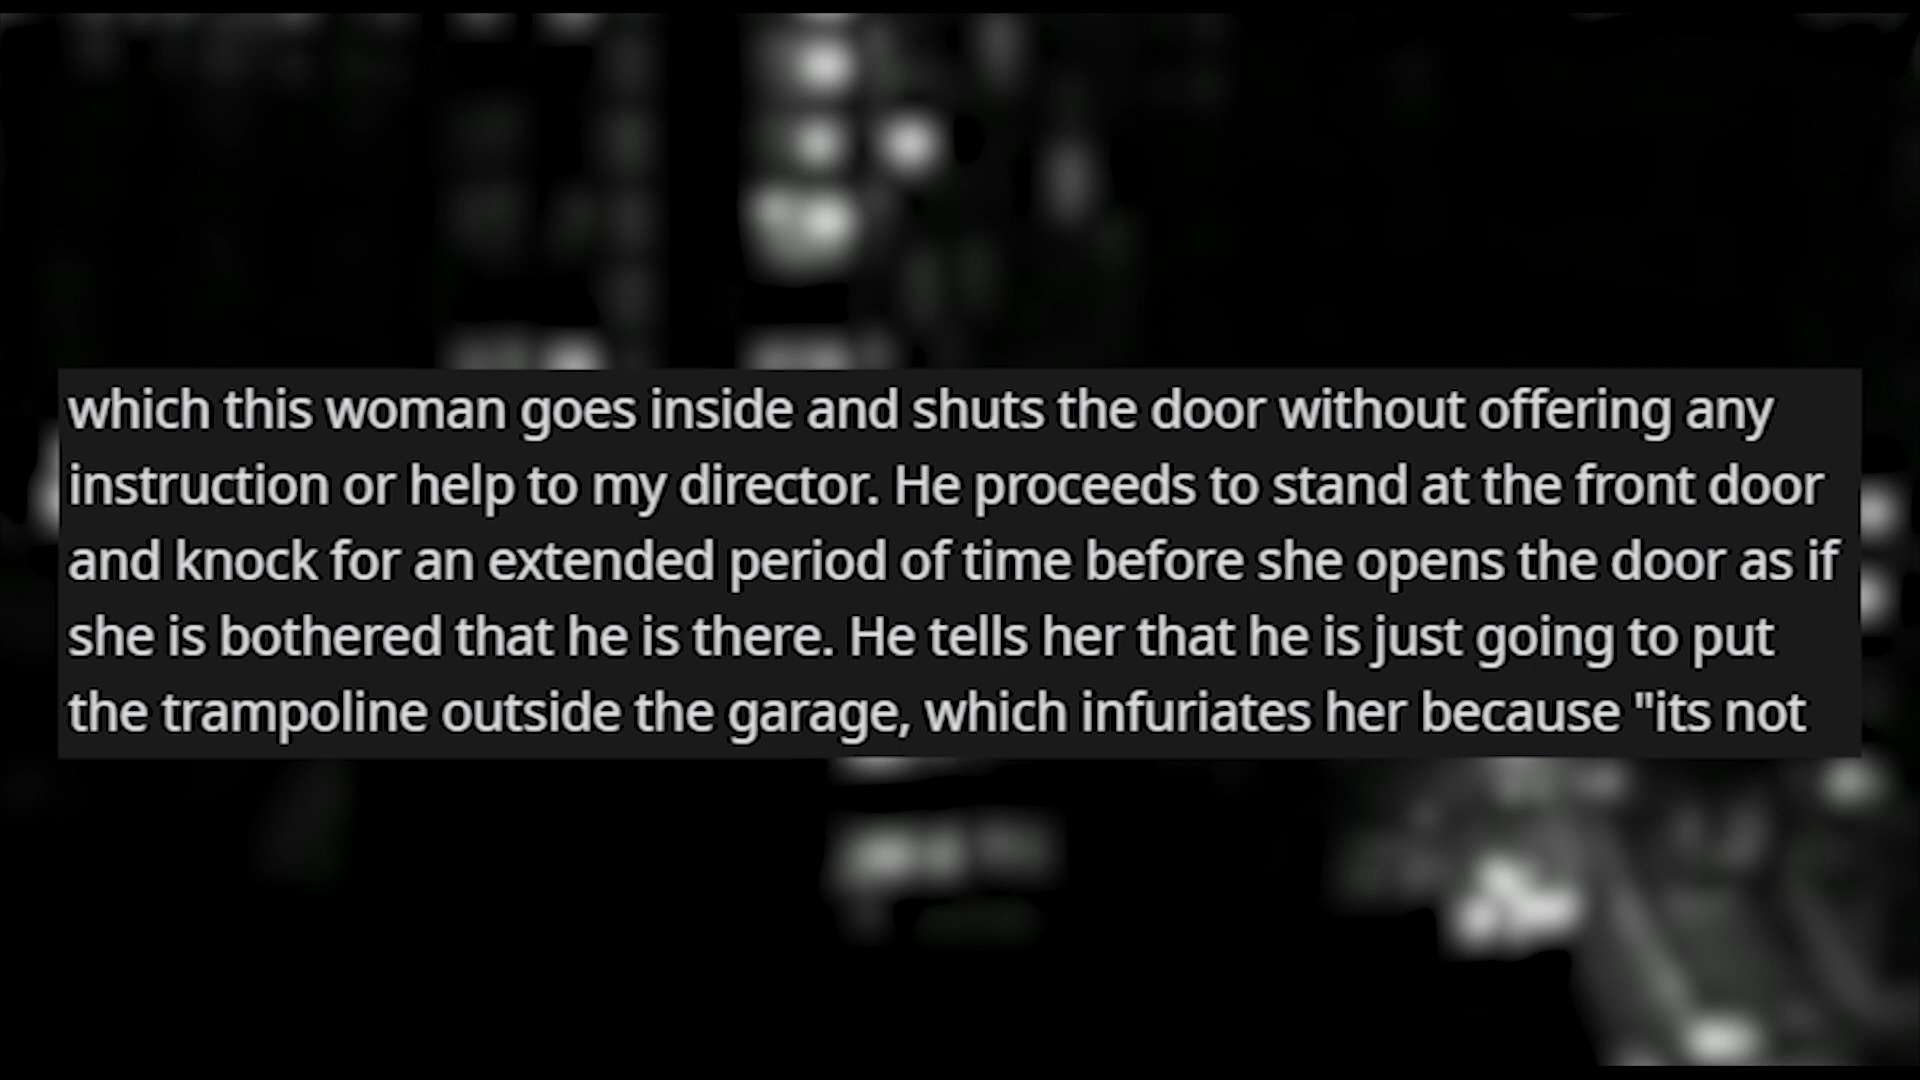 which this woman goes inside and shuts the door without offering any
instruction or help to my director. He proceeds to stand at the front door
and knock for an extended period of time before she opens the door as if
she is bothered that he is there. He tells her that he is just going to put
the trampoline outside the garage, which infuriates her because "its not